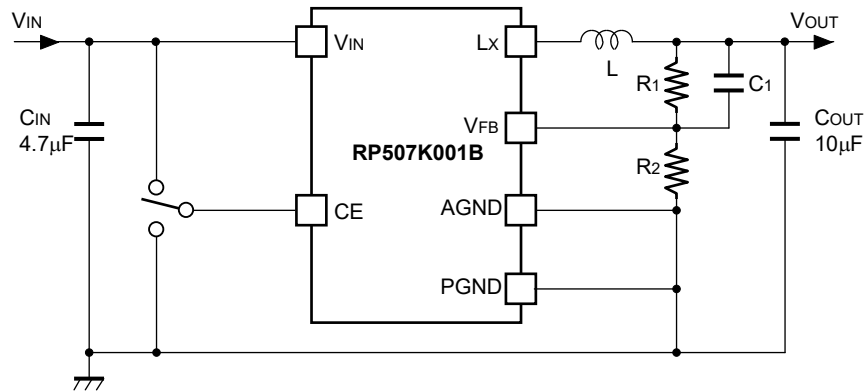 VIN
VOUT
VIN
LX
L
R1
C1
CIN
4.7μF
VFB
COUT
10μF
RP507K001B
R2
CE
AGND
PGND